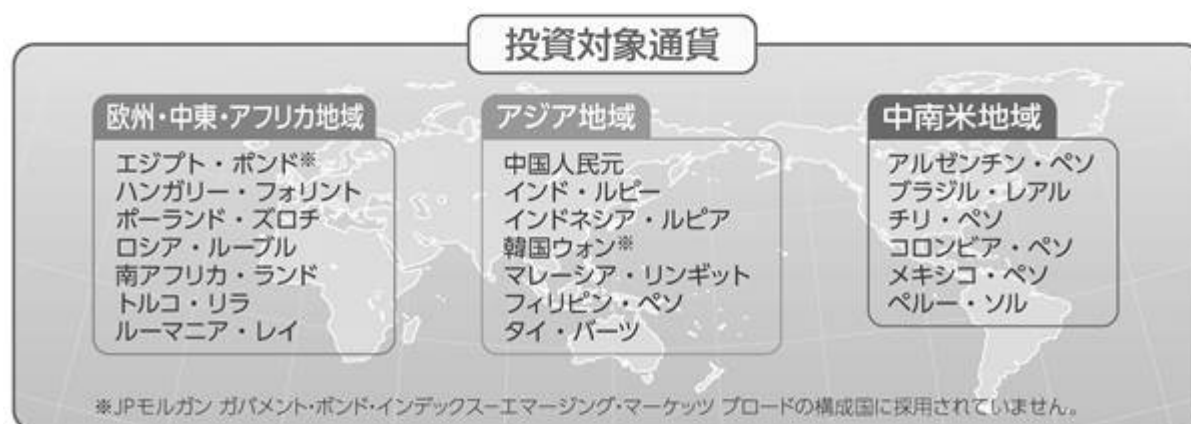 投資対象通貨
欧州・中東・アフリカ地域
エジプト・ポンド※
ハンガリー・フォリント
ポーランド・ズロチ
ロシア・ルーブル
南アフリカ・ランド
トルコ・リラ
ルーマニア・レイ
アジア地域
中国人民元
インド・ルピー
インドネシア・ルピア
韓国ウォン※
マレーシア・リンギット
フィリピン・ペソ
タイ・バーツ
中南米地域
アルゼンチン・ペソ
ブラジル・レアル
チリ・ペソ
コロンビア・ペソ
メキシコ・ペソ
ペルー・ソル
※JPモルガン ガバメント・ボンド・インデックス－エマージング・マーケッツ ブロードの構成国に採用されていません。